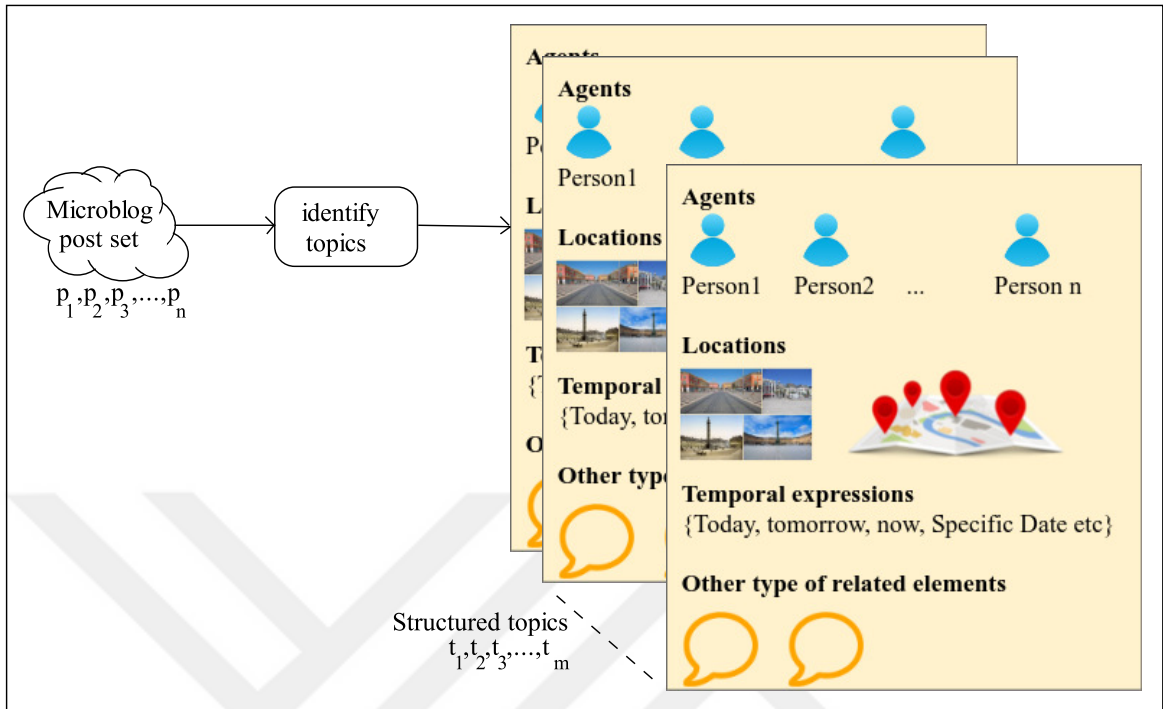 Microblog
post set
p1,p2,p3,...,pn
identify
topics
Agents
Agents
Person1
Locations
Temporal
{Today, tor
Other type
Agents
Person1 Person2 ... Person n
Locations
Temporal expressions
{Today, tomorrow, now, Specific Date etc}
Other type of related elements
Structured topics
t1,t2,t3,...,tm